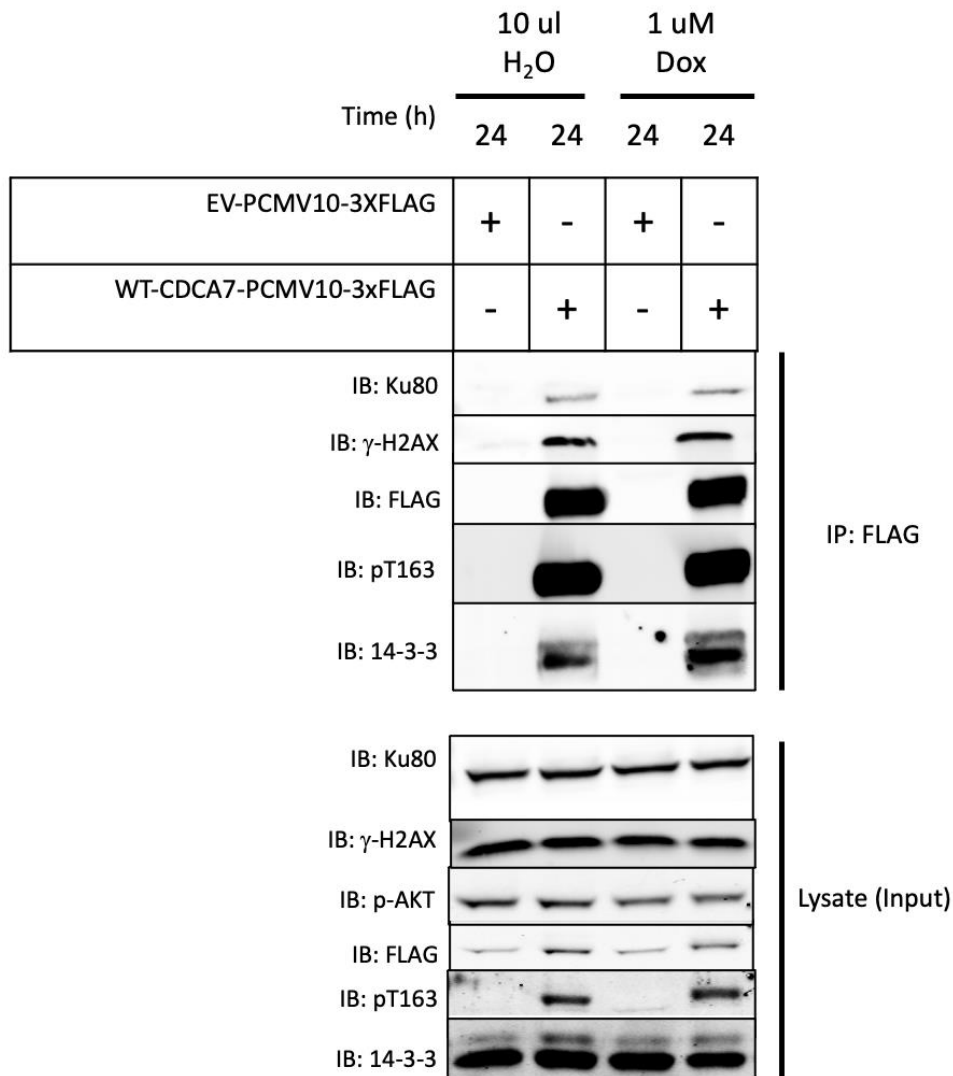 10 ul 1 uM
H₂O Dox
Time (h) 24 24 24 24
EV-PCMV10-3XFLAG + - + -
WT-CDCA7-PCMV10-3xFLAG - + - +
IB: Ku80
IB: γ-H2AX
IB: FLAG
IP: FLAG
IB: pT163
IB: 14-3-3
IB: Ku80
IB: γ-H2AX
IB: p-AKT
Lysate (Input)
IB: FLAG
IB: pT163
IB: 14-3-3